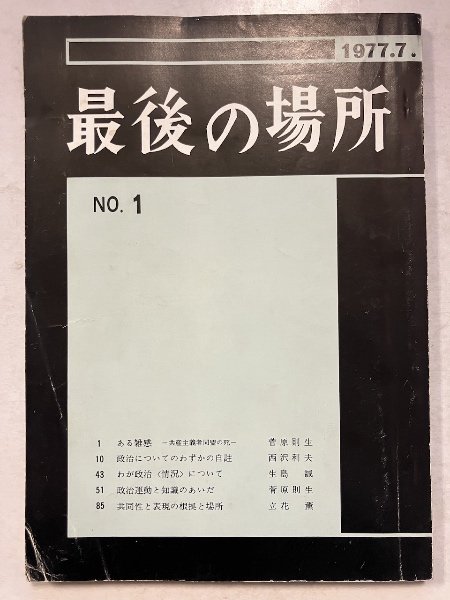 1977.7.
最後の場所
NO. 1
1 ある雑感 ―共産主義者同盟の死― 菅原則生
10 政治についてのわずかの自註 西沢利夫
43 わが政治〈情況〉について 生島誠
51 政治運動と知識のあいだ 菅原則生
85 共同性と表現の根拠と場所 立花薫